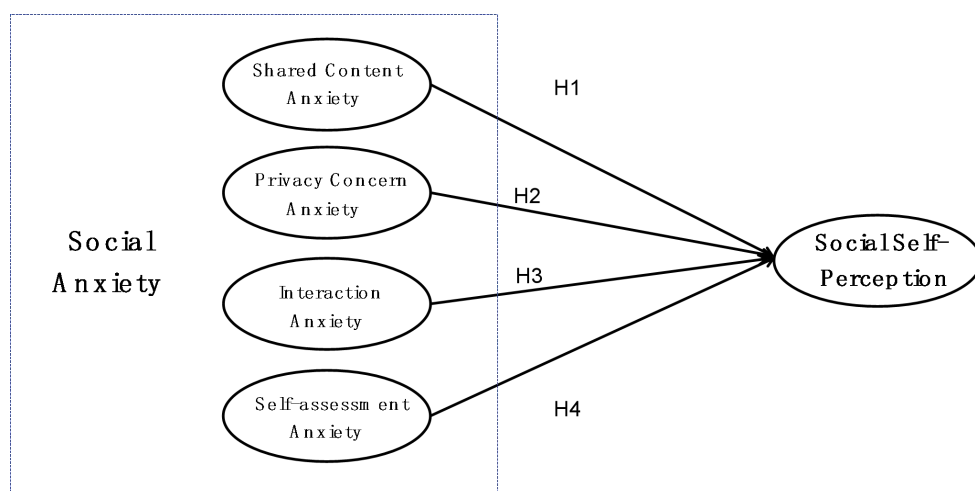 Shared Content
Anxiety
H1
Privacy Concern
Anxiety
H2
Social
Anxiety
Social Self-
Perception
Interaction
Anxiety
H3
Self-assessment
Anxiety
H4